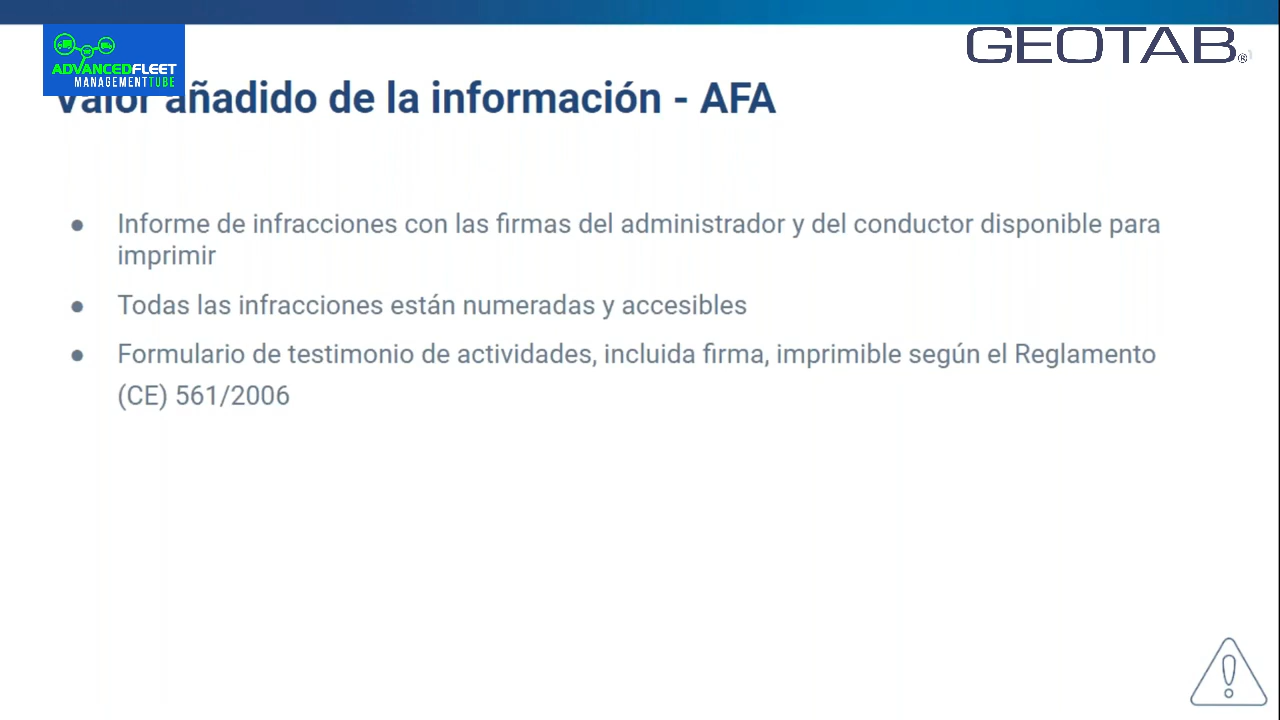 ADVANCEDFLEET
MANAGEMENTTUBE
GEOTAB®
Valor añadido de la información - AFA
● Informe de infracciones con las firmas del administrador y del conductor disponible para
imprimir
● Todas las infracciones están numeradas y accesibles
● Formulario de testimonio de actividades, incluida firma, imprimible según el Reglamento
(CE) 561/2006